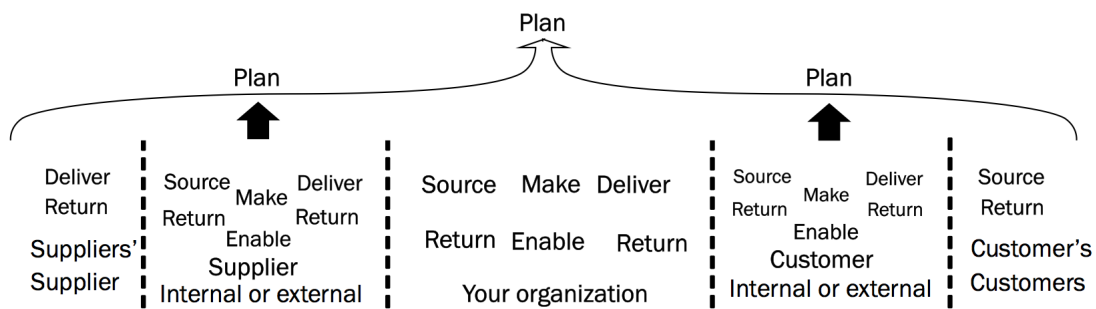 Plan
Plan
Plan
Deliver
Return
Suppliers'
Supplier
Source Make Deliver
Return Return
Enable
Supplier
Internal or external
Source Make Deliver
Return Enable Return
Your organization
Source Make Deliver
Return Return
Enable
Customer
Internal or external
Source
Return
Customer's
Customers